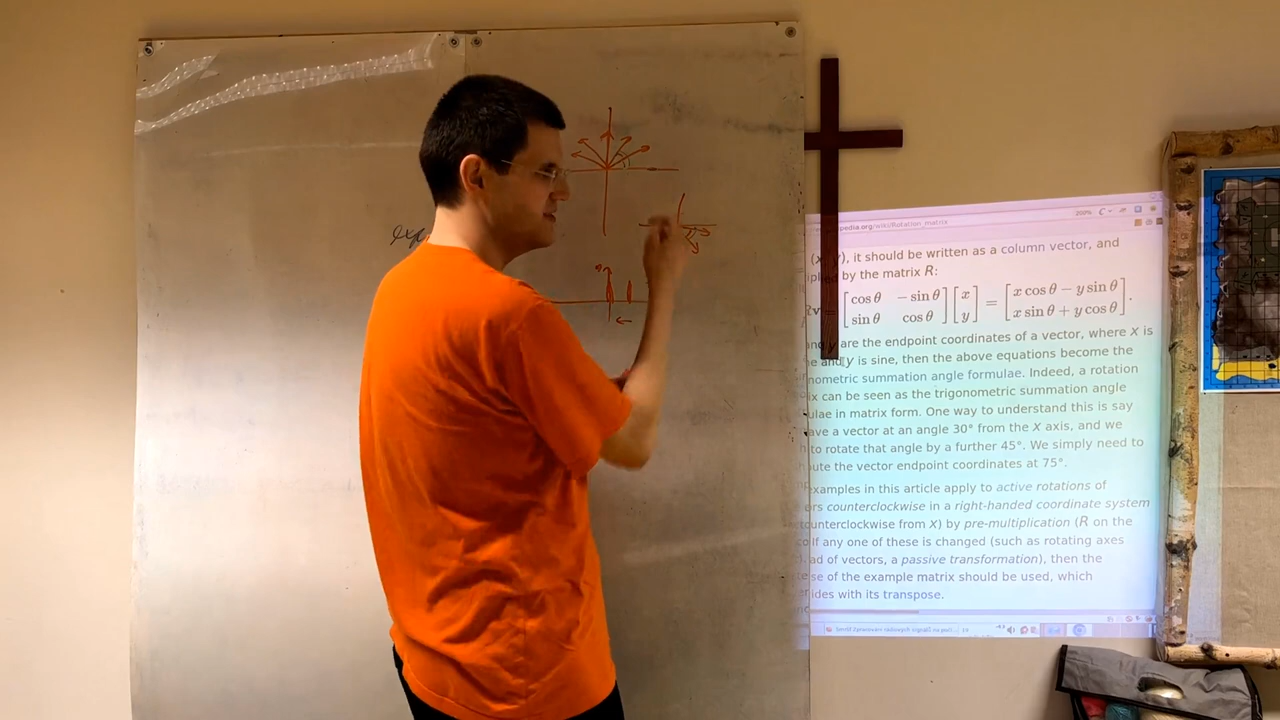 exp
pedia.org/wiki/Rotation_matrix
200%
(x, y), it should be written as a column vector, and
by the matrix R:
Rv = [cos θ −sin θ; sin θ cos θ] [x; y] = [x cos θ − y sin θ; x sin θ + y cos θ].
y are the endpoint coordinates of a vector, where x is
and y is sine, then the above equations become the
nometric summation angle formulae. Indeed, a rotation
ix can be seen as the trigonometric summation angle
ulae in matrix form. One way to understand this is say
ave a vector at an angle 30° from the x axis, and we
to rotate that angle by a further 45°. We simply need to
ute the vector endpoint coordinates at 75°.
examples in this article apply to active rotations of
ors counterclockwise in a right-handed coordinate system
counterclockwise from x) by pre-multiplication (R on the
If any one of these is changed (such as rotating axes
ad of vectors, a passive transformation), then the
se of the example matrix should be used, which
ides with its transpose.